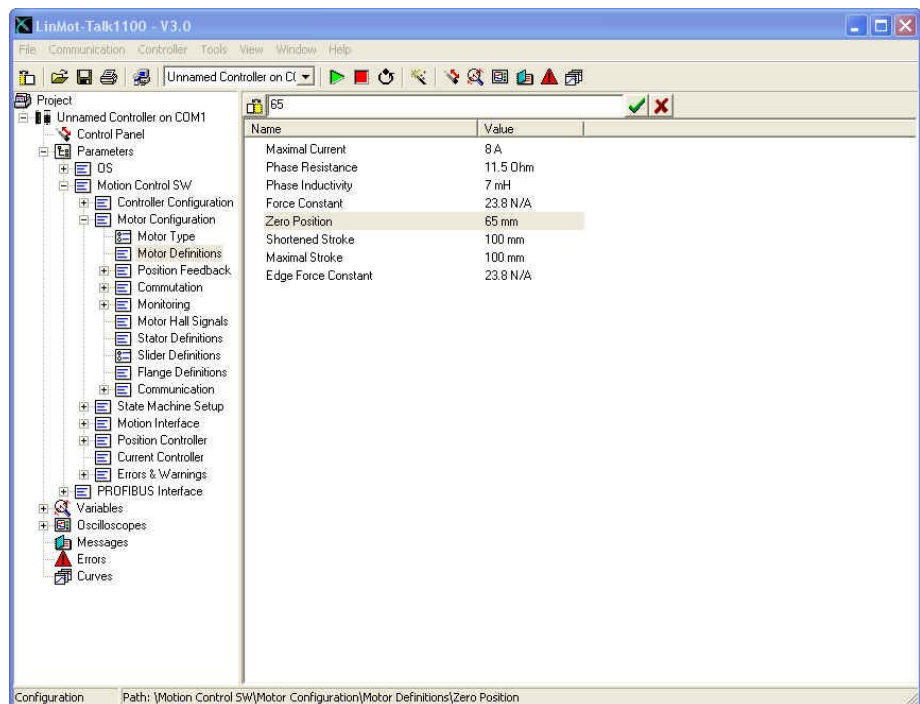 LinMot-Talk1100 - V3.0
File Communication Controller Tools View Window Help
Unnamed Controller on C(
Project
Unnamed Controller on COM1
Control Panel
Parameters
OS
Motion Control SW
Controller Configuration
Motor Configuration
Motor Type
Motor Definitions
Position Feedback
Commutation
Monitoring
Motor Hall Signals
Stator Definitions
Slider Definitions
Flange Definitions
Communication
State Machine Setup
Motion Interface
Position Controller
Current Controller
Errors & Warnings
PROFIBUS Interface
Variables
Oscilloscopes
Messages
Errors
Curves
65
Name Value
Maximal Current 8 A
Phase Resistance 11.5 Ohm
Phase Inductivity 7 mH
Force Constant 23.8 N/A
Zero Position 65 mm
Shortened Stroke 100 mm
Maximal Stroke 100 mm
Edge Force Constant 23.8 N/A
Configuration Path: \Motion Control SW\Motor Configuration\Motor Definitions\Zero Position